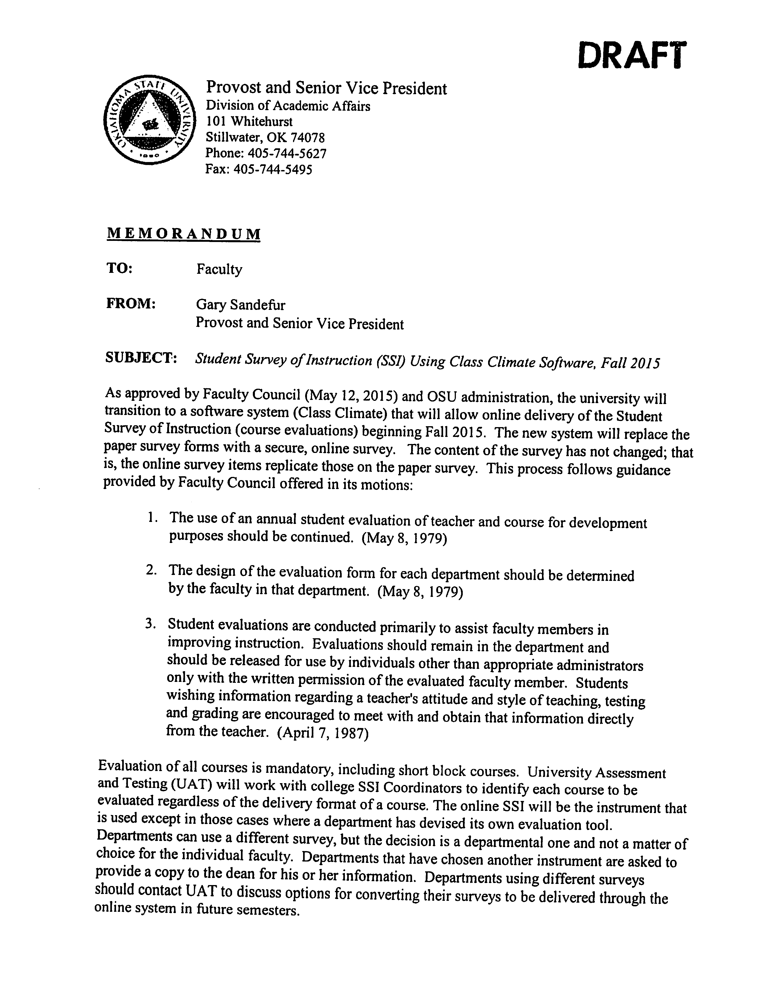 DRAFT
OKLAHOMA STATE UNIVERSITY
1890
Provost and Senior Vice President
Division of Academic Affairs
101 Whitehurst
Stillwater, OK 74078
Phone: 405-744-5627
Fax: 405-744-5495
MEMORANDUM
TO: Faculty
FROM: Gary Sandefur
Provost and Senior Vice President
SUBJECT: Student Survey of Instruction (SSI) Using Class Climate Software, Fall 2015
As approved by Faculty Council (May 12, 2015) and OSU administration, the university will
transition to a software system (Class Climate) that will allow online delivery of the Student
Survey of Instruction (course evaluations) beginning Fall 2015. The new system will replace the
paper survey forms with a secure, online survey. The content of the survey has not changed; that
is, the online survey items replicate those on the paper survey. This process follows guidance
provided by Faculty Council offered in its motions:
1. The use of an annual student evaluation of teacher and course for development
purposes should be continued. (May 8, 1979)
2. The design of the evaluation form for each department should be determined
by the faculty in that department. (May 8, 1979)
3. Student evaluations are conducted primarily to assist faculty members in
improving instruction. Evaluations should remain in the department and
should be released for use by individuals other than appropriate administrators
only with the written permission of the evaluated faculty member. Students
wishing information regarding a teacher's attitude and style of teaching, testing
and grading are encouraged to meet with and obtain that information directly
from the teacher. (April 7, 1987)
Evaluation of all courses is mandatory, including short block courses. University Assessment
and Testing (UAT) will work with college SSI Coordinators to identify each course to be
evaluated regardless of the delivery format of a course. The online SSI will be the instrument that
is used except in those cases where a department has devised its own evaluation tool.
Departments can use a different survey, but the decision is a departmental one and not a matter of
choice for the individual faculty. Departments that have chosen another instrument are asked to
provide a copy to the dean for his or her information. Departments using different surveys
should contact UAT to discuss options for converting their surveys to be delivered through the
online system in future semesters.